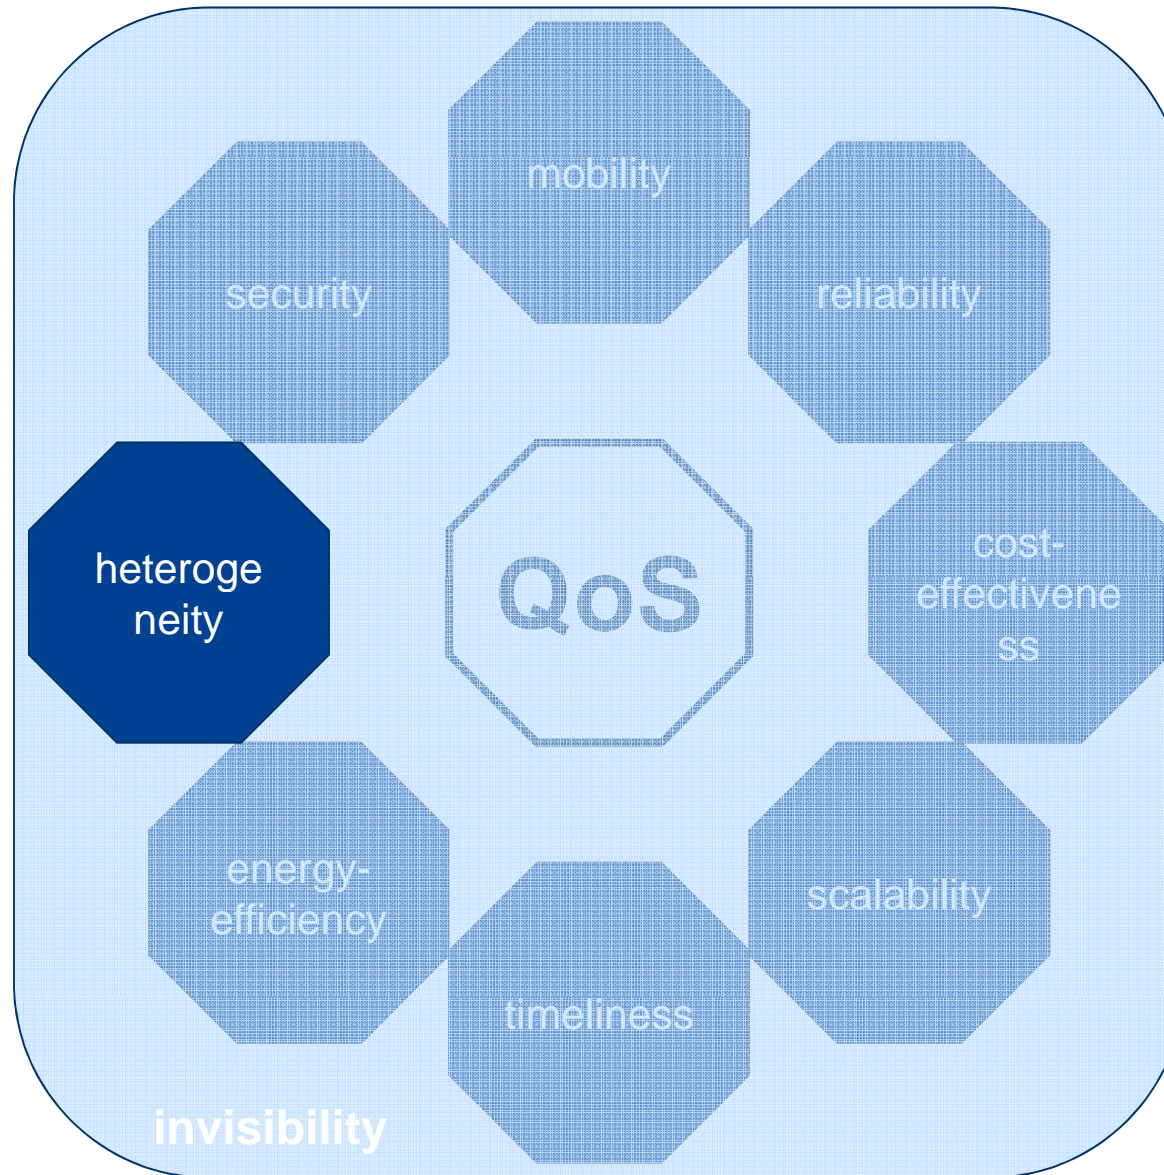 mobility
security
reliability
heteroge
neity
QoS
cost-
effectivene
ss
energy-
efficiency
scalability
timeliness
invisibility